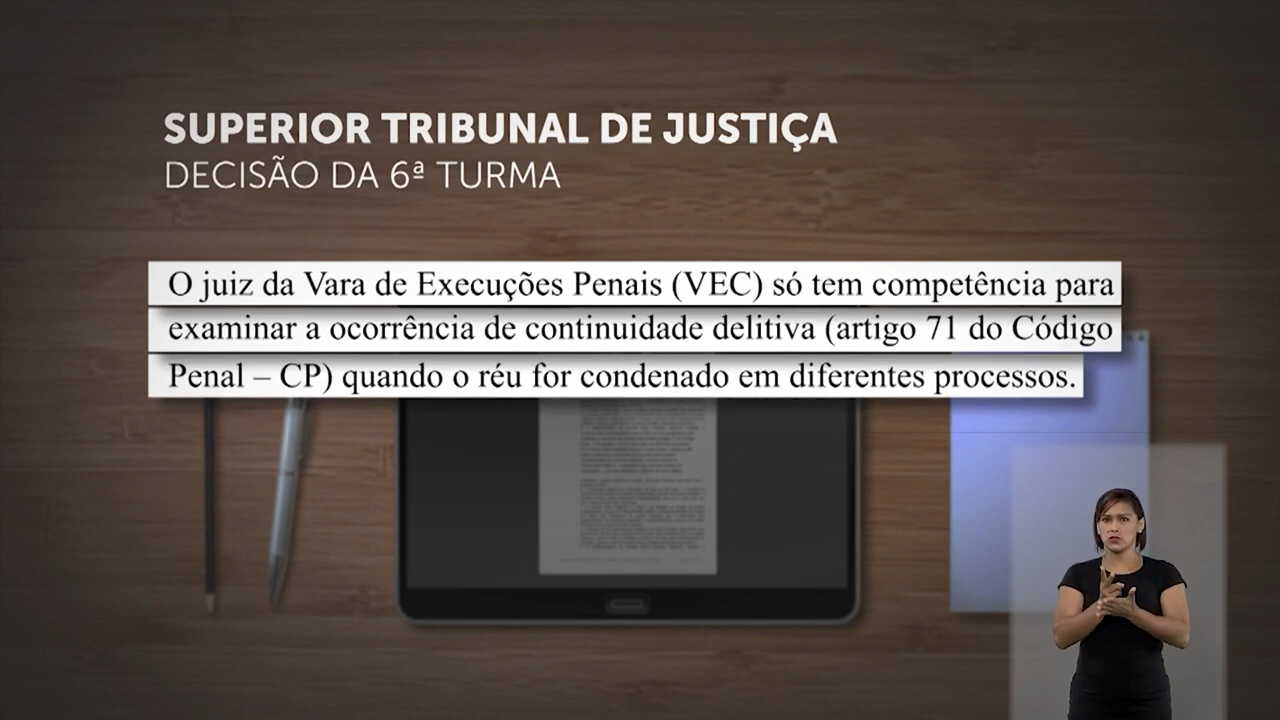 SUPERIOR TRIBUNAL DE JUSTIÇA
DECISÃO DA 6ª TURMA
O juiz da Vara de Execuções Penais (VEC) só tem competência para
examinar a ocorrência de continuidade delitiva (artigo 71 do Código
Penal – CP) quando o réu for condenado em diferentes processos.